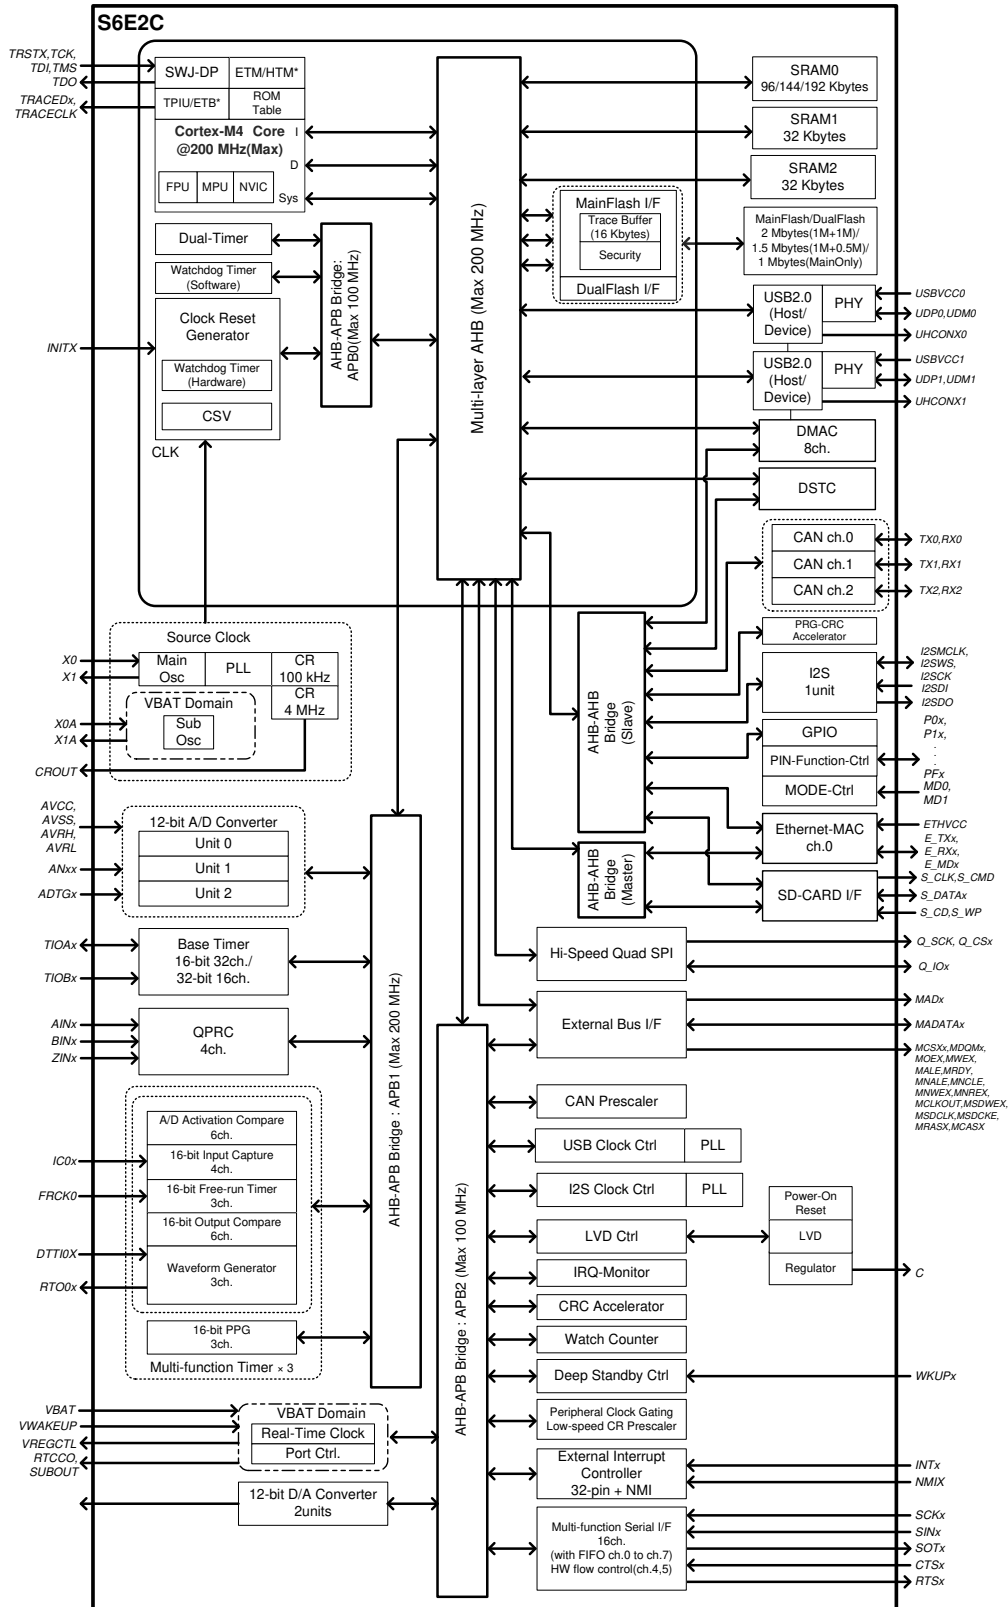 S6E2C
TRSTX,TCK,
TDI,TMS
TDO
TRACEDx,
TRACECLK
SWJ-DP
ETM/HTM*
TPIU/ETB*
ROM
Table
Cortex-M4 Core
@200 MHz(Max)
I
D
Sys
FPU
MPU
NVIC
Dual-Timer
Watchdog Timer
(Software)
Clock Reset
Generator
Watchdog Timer
(Hardware)
CSV
CLK
INITX
AHB-APB Bridge:
APB0(Max 100 MHz)
Multi-layer AHB (Max 200 MHz)
SRAM0
96/144/192 Kbytes
SRAM1
32 Kbytes
SRAM2
32 Kbytes
MainFlash I/F
Trace Buffer
(16 Kbytes)
Security
DualFlash I/F
MainFlash/DualFlash
2 Mbytes(1M+1M)/
1.5 Mbytes(1M+0.5M)/
1 Mbytes(MainOnly)
USB2.0
(Host/
Device)
PHY
USBVCC0
UDP0,UDM0
UHCONX0
USB2.0
(Host/
Device)
PHY
USBVCC1
UDP1,UDM1
UHCONX1
DMAC
8ch.
DSTC
CAN ch.0
CAN ch.1
CAN ch.2
TX0,RX0
TX1,RX1
TX2,RX2
PRG-CRC
Accelerator
I2S
1unit
I2SMCLK,
I2SWS,
I2SCK
I2SDI
I2SDO
GPIO
PIN-Function-Ctrl
MODE-Ctrl
P0x,
P1x,
.
.
.
PFx
MD0,
MD1
AHB-AHB
Bridge
(Slave)
AHB-AHB
Bridge
(Master)
Ethernet-MAC
ch.0
ETHVCC
E_TXx,
E_RXx,
E_MDx
SD-CARD I/F
S_CLK,S_CMD
S_DATAx
S_CD,S_WP
Source Clock
X0
X1
Main
Osc
PLL
CR
100 kHz
CR
4 MHz
VBAT Domain
Sub
Osc
X0A
X1A
CROUT
AVCC,
AVSS,
AVRH,
AVRL
ANxx
ADTGx
12-bit A/D Converter
Unit 0
Unit 1
Unit 2
TIOAx
TIOBx
Base Timer
16-bit 32ch./
32-bit 16ch.
AINx
BINx
ZINx
QPRC
4ch.
A/D Activation Compare
6ch.
16-bit Input Capture
4ch.
16-bit Free-run Timer
3ch.
16-bit Output Compare
6ch.
Waveform Generator
3ch.
16-bit PPG
3ch.
Multi-function Timer × 3
IC0x
FRCK0
DTTI0X
RTO0x
AHB-APB Bridge : APB1 (Max 200 MHz)
AHB-APB Bridge : APB2 (Max 100 MHz)
Hi-Speed Quad SPI
Q_SCK, Q_CSx
Q_IOx
External Bus I/F
MADx
MADATAx
MCSXx,MDQMx,
MOEX,MWEX,
MALE,MRDY,
MNALE,MNCLE,
MNWEX,MNREX,
MCLKOUT,MSDWEX,
MSDCLK,MSDCKE,
MRASX,MCASX
CAN Prescaler
USB Clock Ctrl
PLL
I2S Clock Ctrl
PLL
LVD Ctrl
Power-On
Reset
LVD
Regulator
C
IRQ-Monitor
CRC Accelerator
Watch Counter
Deep Standby Ctrl
WKUPx
Peripheral Clock Gating
Low-speed CR Prescaler
External Interrupt
Controller
32-pin + NMI
INTx
NMIX
Multi-function Serial I/F
16ch.
(with FIFO ch.0 to ch.7)
HW flow control(ch.4,5)
SCKx
SINx
SOTx
CTSx
RTSx
VBAT
VWAKEUP
VREGCTL
RTCCO,
SUBOUT
VBAT Domain
Real-Time Clock
Port Ctrl.
12-bit D/A Converter
2units